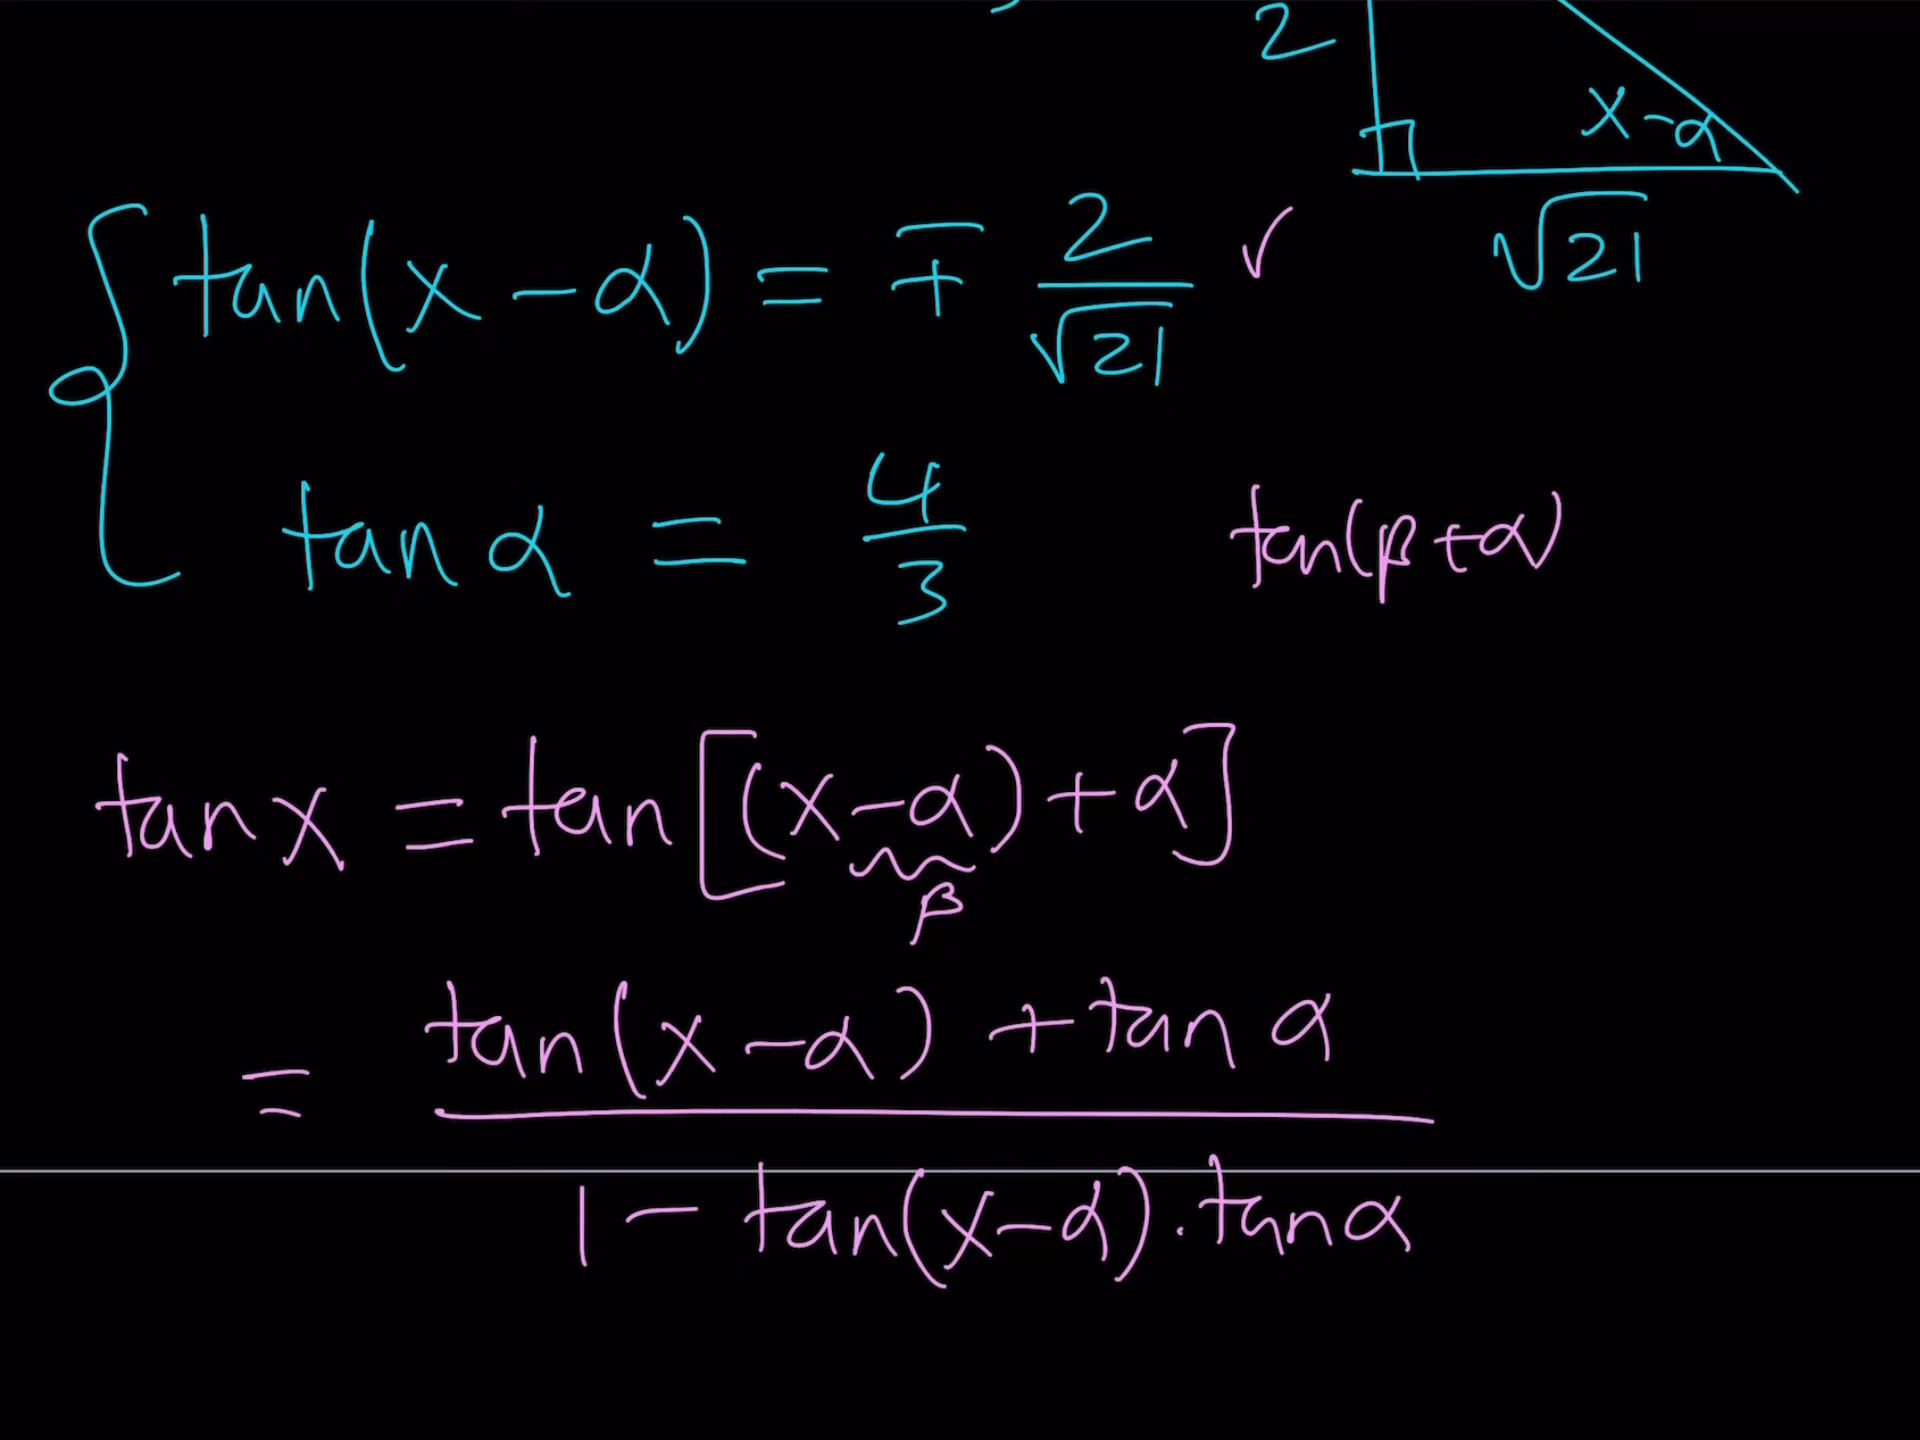 2
x-α
√21
tan(x-α) = ∓ 2/√21 ✓
tan α = 4/3
tan(β+α)
tan x = tan[(x-α)+α]
β
= (tan(x-α) + tan α)/(1 - tan(x-α).tan α)